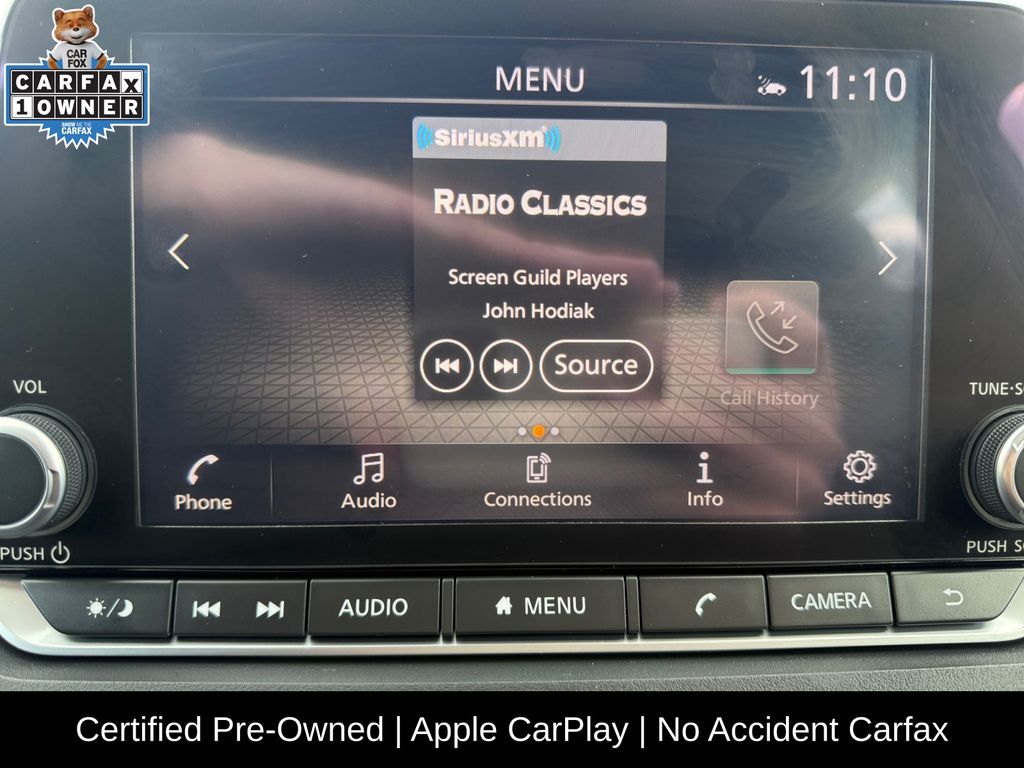 CAR
FOX
CARFAX
1 OWNER
SHOW ME THE
CARFAX
MENU
11:10
SiriusXM
RADIO CLASSICS
Screen Guild Players
John Hodiak
Source
Call History
VOL
TUNE·S
Phone
Audio
Connections
Info
Settings
PUSH
PUSH
AUDIO
MENU
CAMERA
Certified Pre-Owned | Apple CarPlay | No Accident Carfax